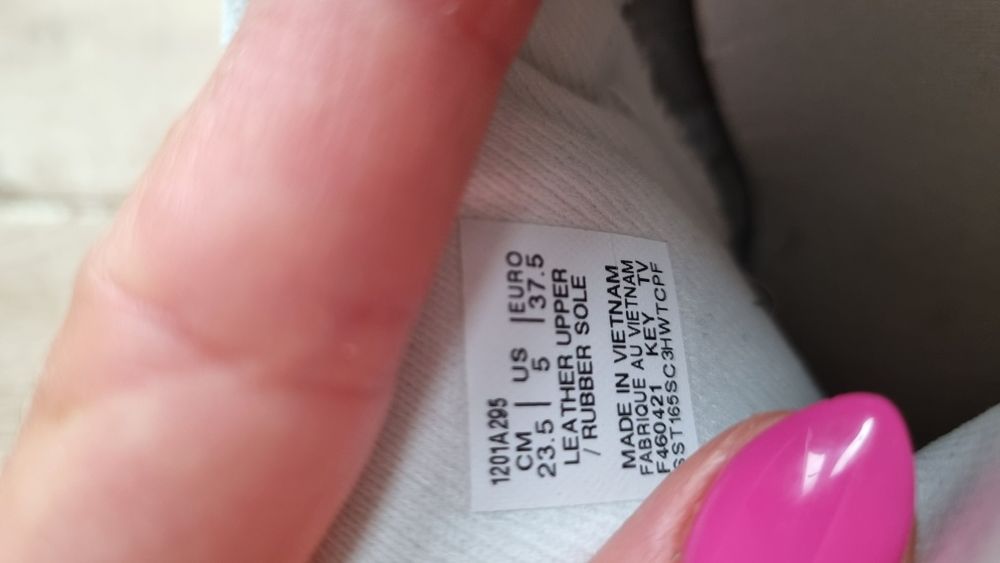 1201A295
CM | US | EURO
23.5 | 5 | 37.5
LEATHER UPPER
/ RUBBER SOLE
MADE IN VIETNAM
FABRIQUE AU VIETNAM
F460421 KEY TV
SST165SC3HWTCPF